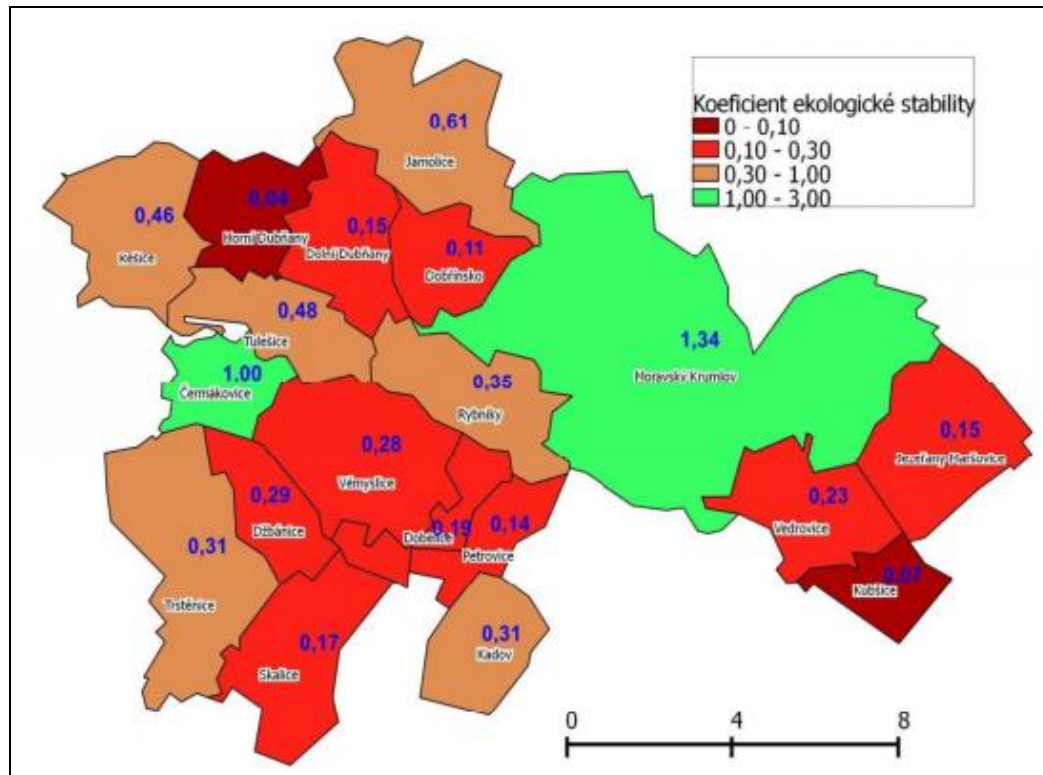 Koeficient ekologické stability
0 - 0,10
0,10 - 0,30
0,30 - 1,00
1,00 - 3,00
0,61
Jamolice
0,04
Horní Dubňany
0,46
Rešice
0,15
Dolní Dubňany
0,11
Dobřínsko
0,48
Tulešice
1,34
Moravský Krumlov
1,00
Čermákovice
0,35
Rybníky
0,15
Jezeřany-Maršovice
0,28
Vémyslice
0,29
Džbánice
0,23
Vedrovice
0,19
Dobelice
0,14
Petrovice
0,31
Trstěnice
0,07
Kubšice
0,17
Skalice
0,31
Kadov
0 4 8